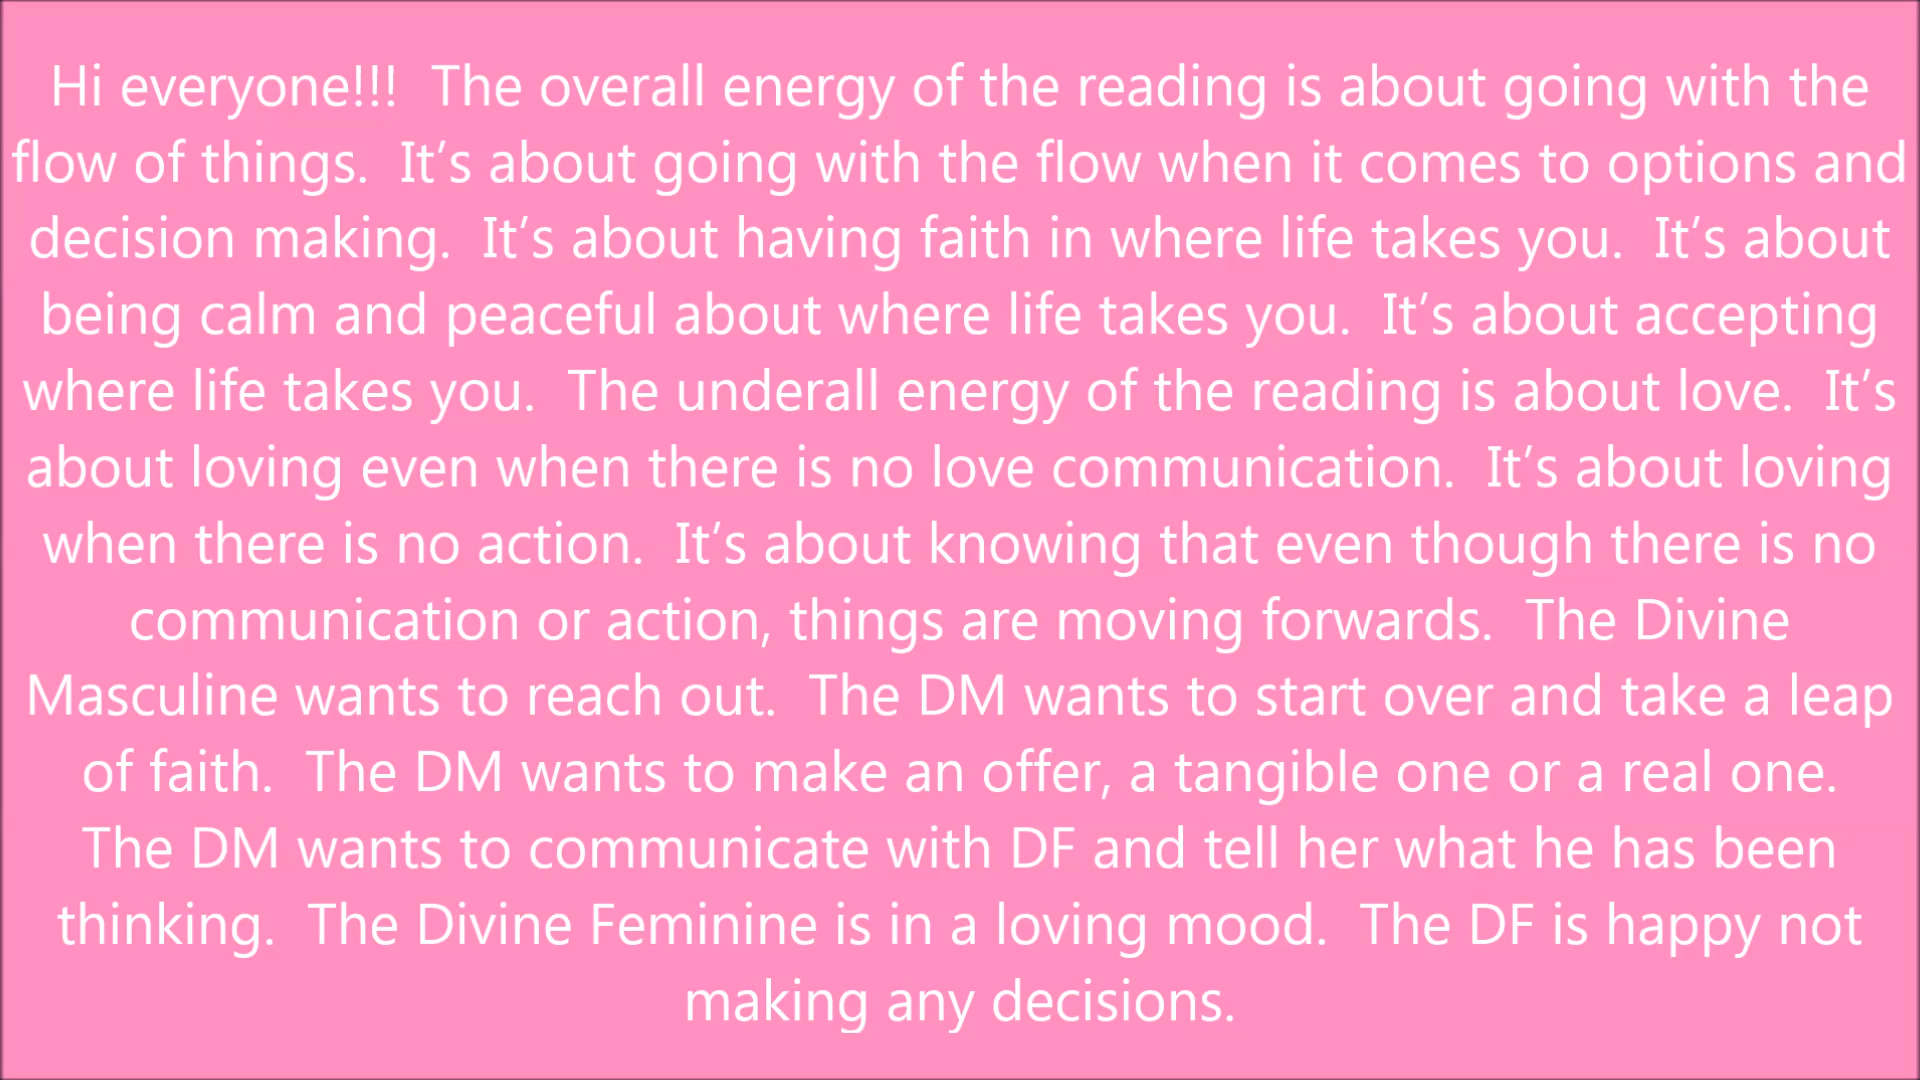 Hi everyone!!!  The overall energy of the reading is about going with the
flow of things.  It’s about going with the flow when it comes to options and
decision making.  It’s about having faith in where life takes you.  It’s about
being calm and peaceful about where life takes you.  It’s about accepting
where life takes you.  The underall energy of the reading is about love.  It’s
about loving even when there is no love communication.  It’s about loving
when there is no action.  It’s about knowing that even though there is no
communication or action, things are moving forwards.  The Divine
Masculine wants to reach out.  The DM wants to start over and take a leap
of faith.  The DM wants to make an offer, a tangible one or a real one.
The DM wants to communicate with DF and tell her what he has been
thinking.  The Divine Feminine is in a loving mood.  The DF is happy not
making any decisions.